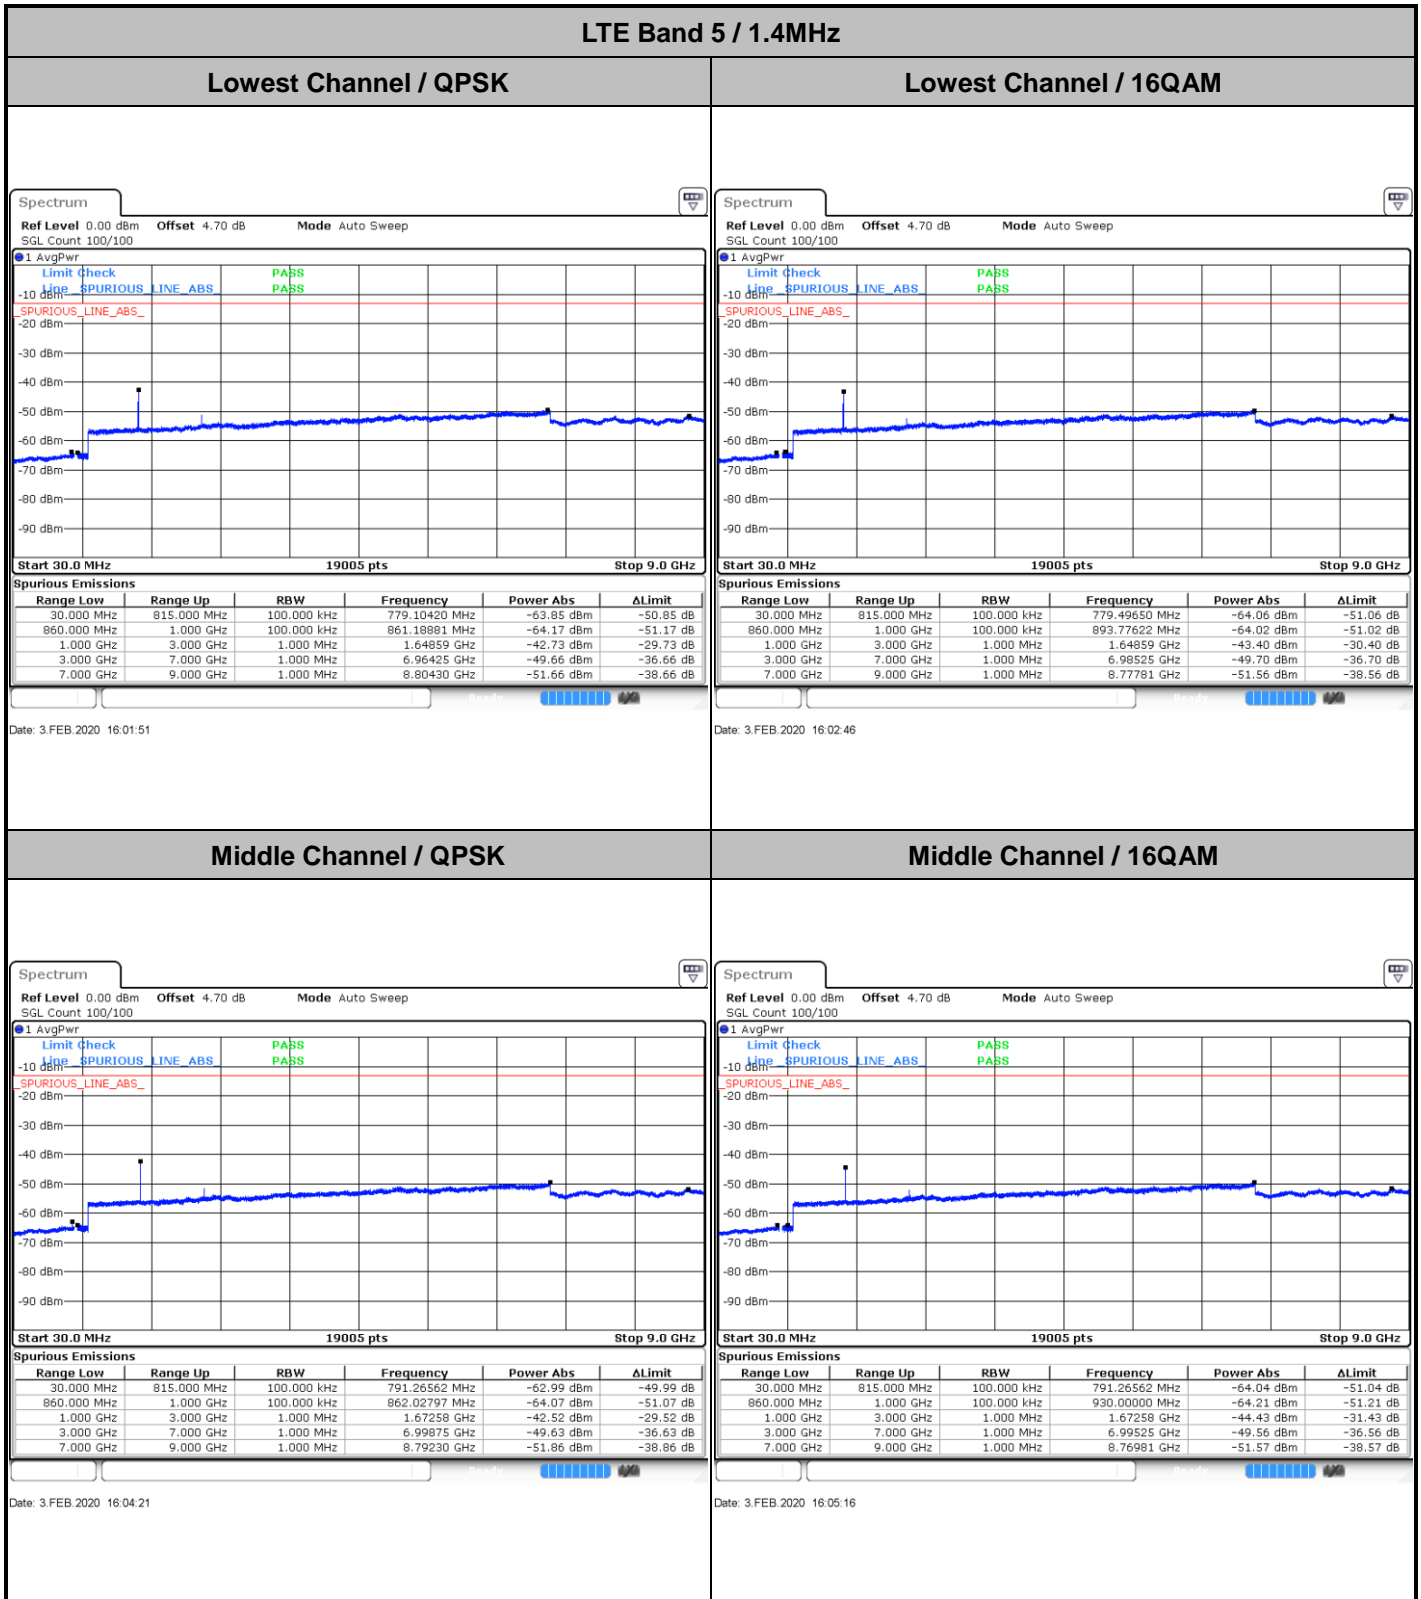 LTE Band 5 / 1.4MHz
Lowest Channel / QPSK
Lowest Channel / 16QAM
Spectrum
Ref Level 0.00 dBm Offset 4.70 dB Mode Auto Sweep
SGL Count 100/100
1 AvgPwr
Limit Check PASS
Line _SPURIOUS_LINE_ABS_ PASS
-10 dBm
_SPURIOUS_LINE_ABS_
-20 dBm
-30 dBm
-40 dBm
-50 dBm
-60 dBm
-70 dBm
-80 dBm
-90 dBm
Start 30.0 MHz 19005 pts Stop 9.0 GHz
Spurious Emissions
Range Low Range Up RBW Frequency Power Abs ΔLimit
30.000 MHz 815.000 MHz 100.000 kHz 779.10420 MHz -63.85 dBm -50.85 dB
860.000 MHz 1.000 GHz 100.000 kHz 861.18881 MHz -64.17 dBm -51.17 dB
1.000 GHz 3.000 GHz 1.000 MHz 1.64859 GHz -42.73 dBm -29.73 dB
3.000 GHz 7.000 GHz 1.000 MHz 6.96425 GHz -49.66 dBm -36.66 dB
7.000 GHz 9.000 GHz 1.000 MHz 8.80430 GHz -51.66 dBm -38.66 dB
Ready
Date: 3.FEB.2020 16:01:51
Spectrum
Ref Level 0.00 dBm Offset 4.70 dB Mode Auto Sweep
SGL Count 100/100
1 AvgPwr
Limit Check PASS
Line _SPURIOUS_LINE_ABS_ PASS
-10 dBm
_SPURIOUS_LINE_ABS_
-20 dBm
-30 dBm
-40 dBm
-50 dBm
-60 dBm
-70 dBm
-80 dBm
-90 dBm
Start 30.0 MHz 19005 pts Stop 9.0 GHz
Spurious Emissions
Range Low Range Up RBW Frequency Power Abs ΔLimit
30.000 MHz 815.000 MHz 100.000 kHz 779.49650 MHz -64.06 dBm -51.06 dB
860.000 MHz 1.000 GHz 100.000 kHz 893.77622 MHz -64.02 dBm -51.02 dB
1.000 GHz 3.000 GHz 1.000 MHz 1.64859 GHz -43.40 dBm -30.40 dB
3.000 GHz 7.000 GHz 1.000 MHz 6.98525 GHz -49.70 dBm -36.70 dB
7.000 GHz 9.000 GHz 1.000 MHz 8.77781 GHz -51.56 dBm -38.56 dB
Ready
Date: 3.FEB.2020 16:02:46
Middle Channel / QPSK
Middle Channel / 16QAM
Spectrum
Ref Level 0.00 dBm Offset 4.70 dB Mode Auto Sweep
SGL Count 100/100
1 AvgPwr
Limit Check PASS
Line _SPURIOUS_LINE_ABS_ PASS
-10 dBm
_SPURIOUS_LINE_ABS_
-20 dBm
-30 dBm
-40 dBm
-50 dBm
-60 dBm
-70 dBm
-80 dBm
-90 dBm
Start 30.0 MHz 19005 pts Stop 9.0 GHz
Spurious Emissions
Range Low Range Up RBW Frequency Power Abs ΔLimit
30.000 MHz 815.000 MHz 100.000 kHz 791.26562 MHz -62.99 dBm -49.99 dB
860.000 MHz 1.000 GHz 100.000 kHz 862.02797 MHz -64.07 dBm -51.07 dB
1.000 GHz 3.000 GHz 1.000 MHz 1.67258 GHz -42.52 dBm -29.52 dB
3.000 GHz 7.000 GHz 1.000 MHz 6.99875 GHz -49.63 dBm -36.63 dB
7.000 GHz 9.000 GHz 1.000 MHz 8.79230 GHz -51.86 dBm -38.86 dB
Ready
Date: 3.FEB.2020 16:04:21
Spectrum
Ref Level 0.00 dBm Offset 4.70 dB Mode Auto Sweep
SGL Count 100/100
1 AvgPwr
Limit Check PASS
Line _SPURIOUS_LINE_ABS_ PASS
-10 dBm
_SPURIOUS_LINE_ABS_
-20 dBm
-30 dBm
-40 dBm
-50 dBm
-60 dBm
-70 dBm
-80 dBm
-90 dBm
Start 30.0 MHz 19005 pts Stop 9.0 GHz
Spurious Emissions
Range Low Range Up RBW Frequency Power Abs ΔLimit
30.000 MHz 815.000 MHz 100.000 kHz 791.26562 MHz -64.04 dBm -51.04 dB
860.000 MHz 1.000 GHz 100.000 kHz 930.00000 MHz -64.21 dBm -51.21 dB
1.000 GHz 3.000 GHz 1.000 MHz 1.67258 GHz -44.43 dBm -31.43 dB
3.000 GHz 7.000 GHz 1.000 MHz 6.99525 GHz -49.56 dBm -36.56 dB
7.000 GHz 9.000 GHz 1.000 MHz 8.76981 GHz -51.57 dBm -38.57 dB
Ready
Date: 3.FEB.2020 16:05:16